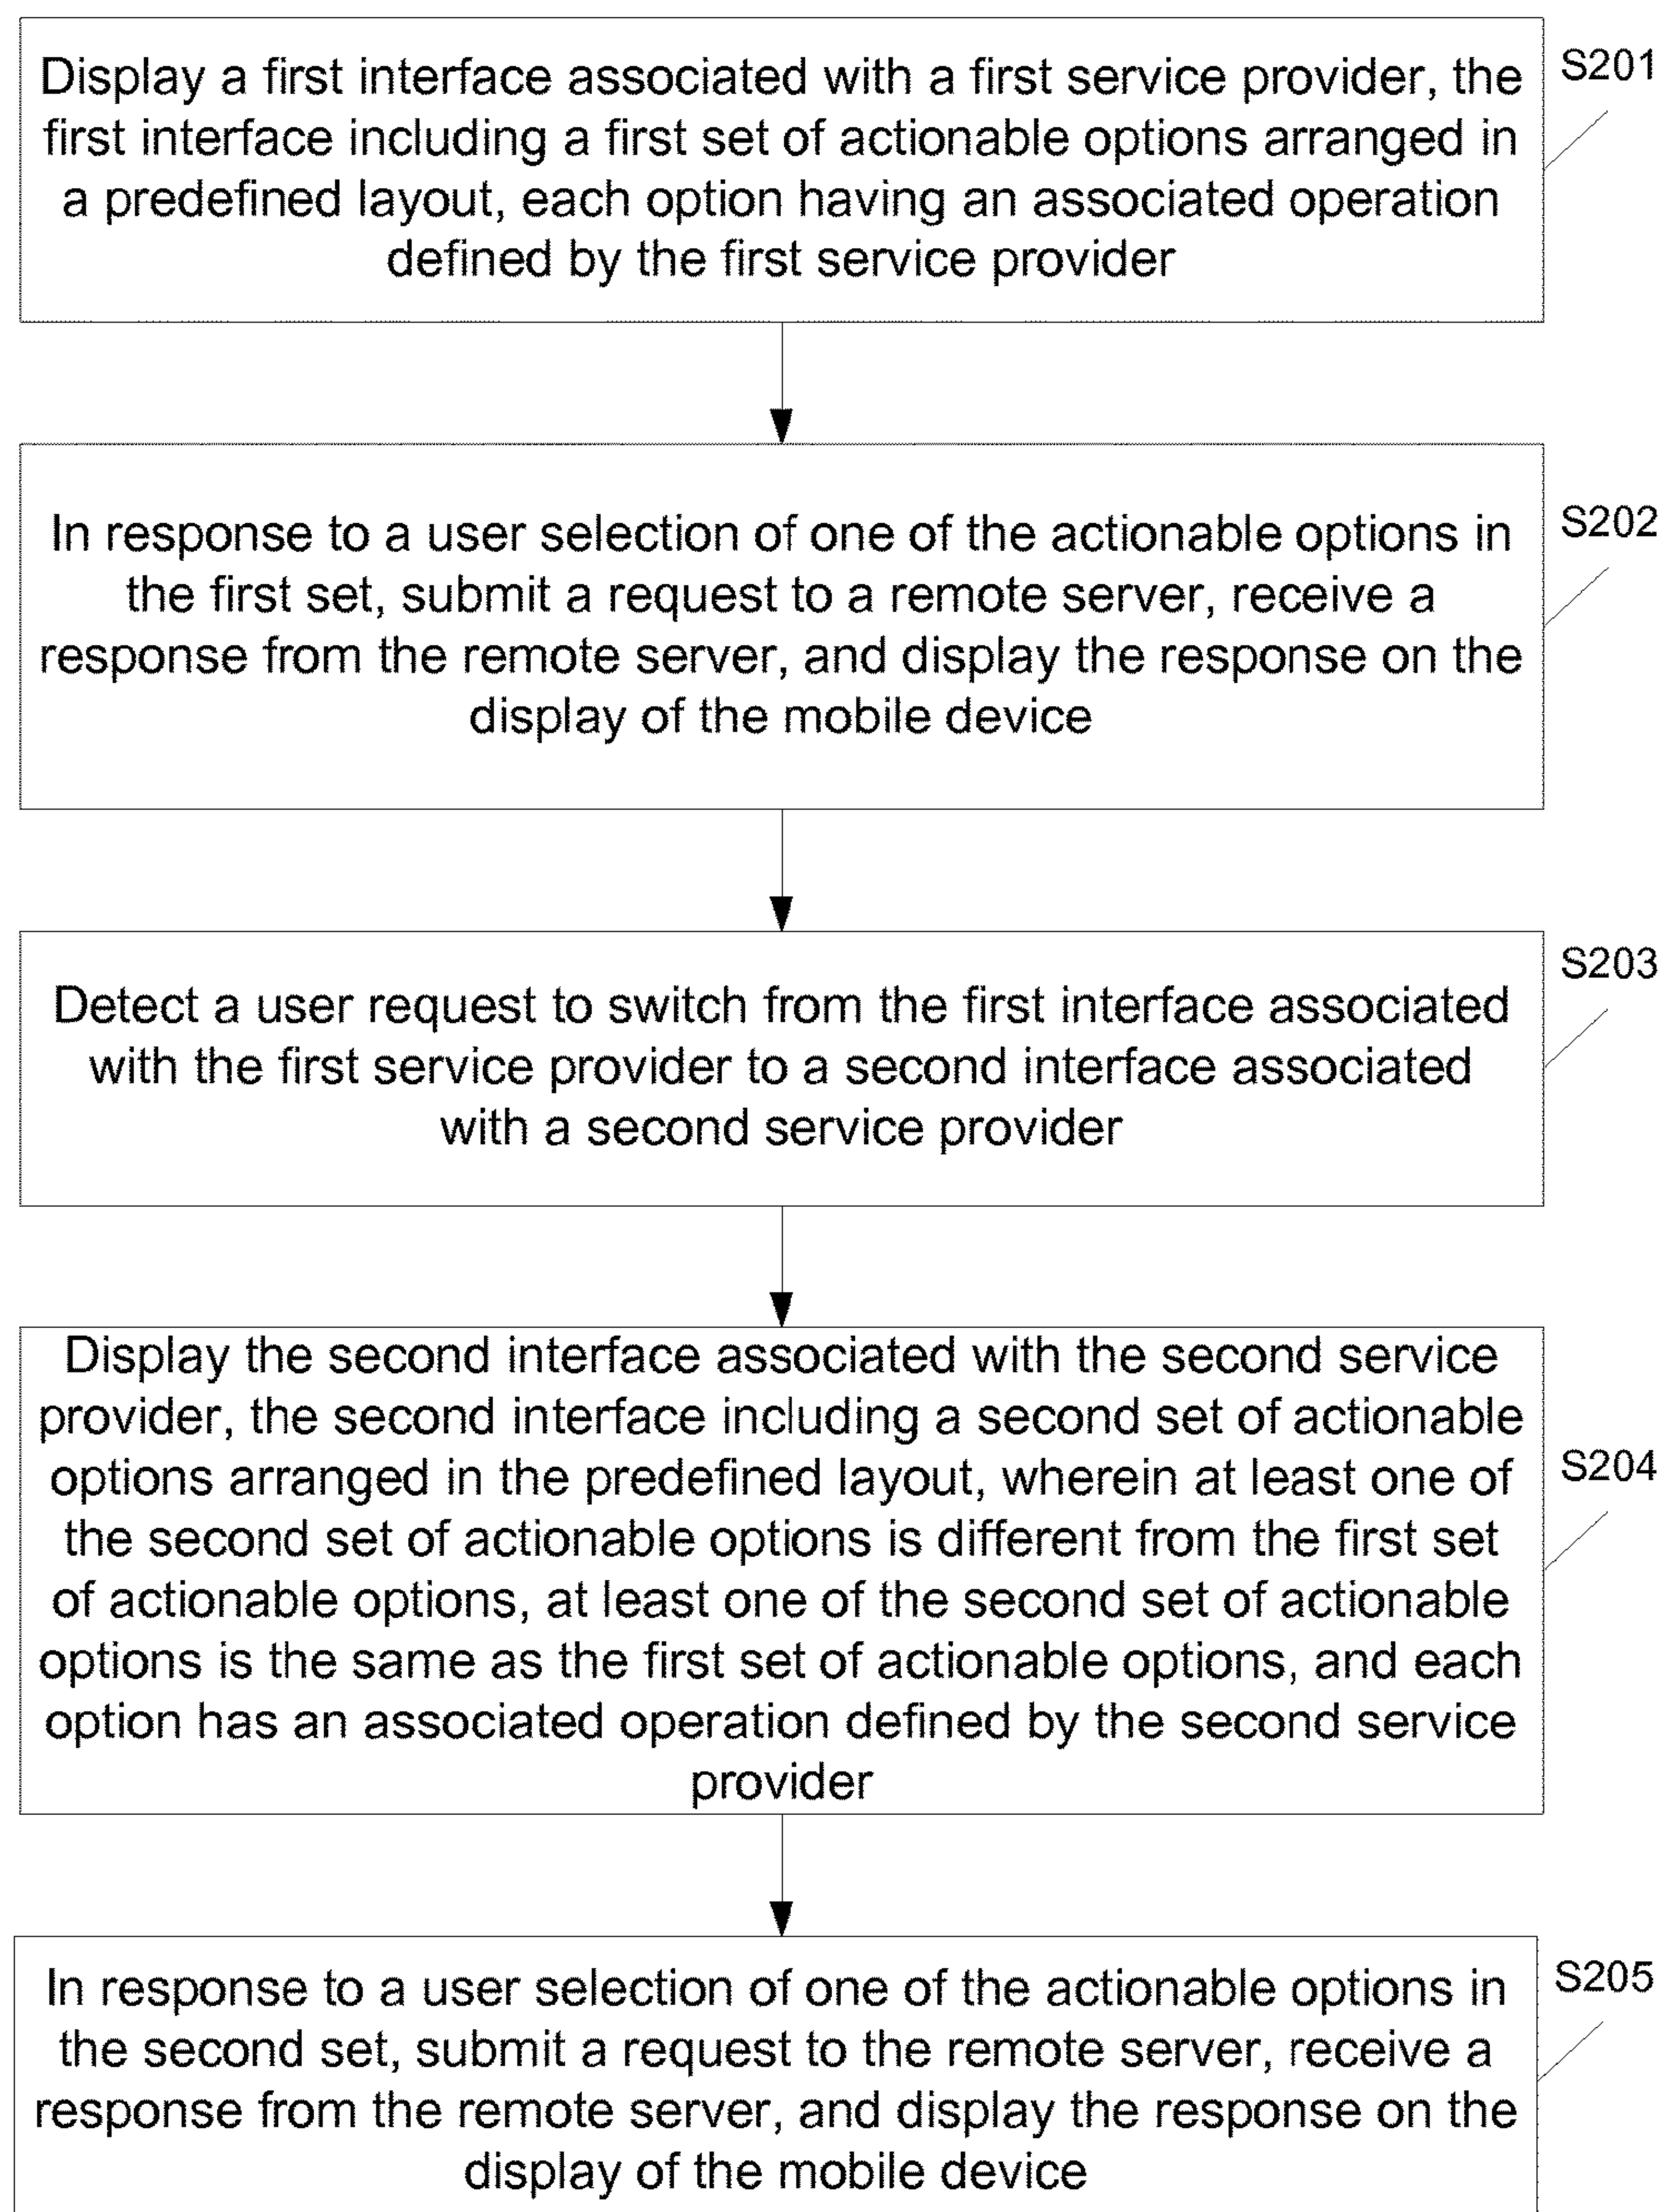 Display a first interface associated with a first service provider, the
first interface including a first set of actionable options arranged in
a predefined layout, each option having an associated operation
defined by the first service provider
S201
In response to a user selection of one of the actionable options in
the first set, submit a request to a remote server, receive a
response from the remote server, and display the response on the
display of the mobile device
S202
Detect a user request to switch from the first interface associated
with the first service provider to a second interface associated
with a second service provider
S203
Display the second interface associated with the second service
provider, the second interface including a second set of actionable
options arranged in the predefined layout, wherein at least one of
the second set of actionable options is different from the first set
of actionable options, at least one of the second set of actionable
options is the same as the first set of actionable options, and each
option has an associated operation defined by the second service
provider
S204
In response to a user selection of one of the actionable options in
the second set, submit a request to the remote server, receive a
response from the remote server, and display the response on the
display of the mobile device
S205